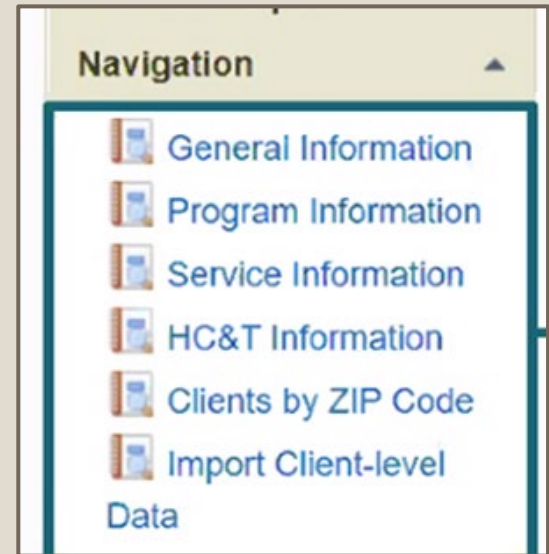 Navigation
General Information
Program Information
Service Information
HC&T Information
Clients by ZIP Code
Import Client-level
Data